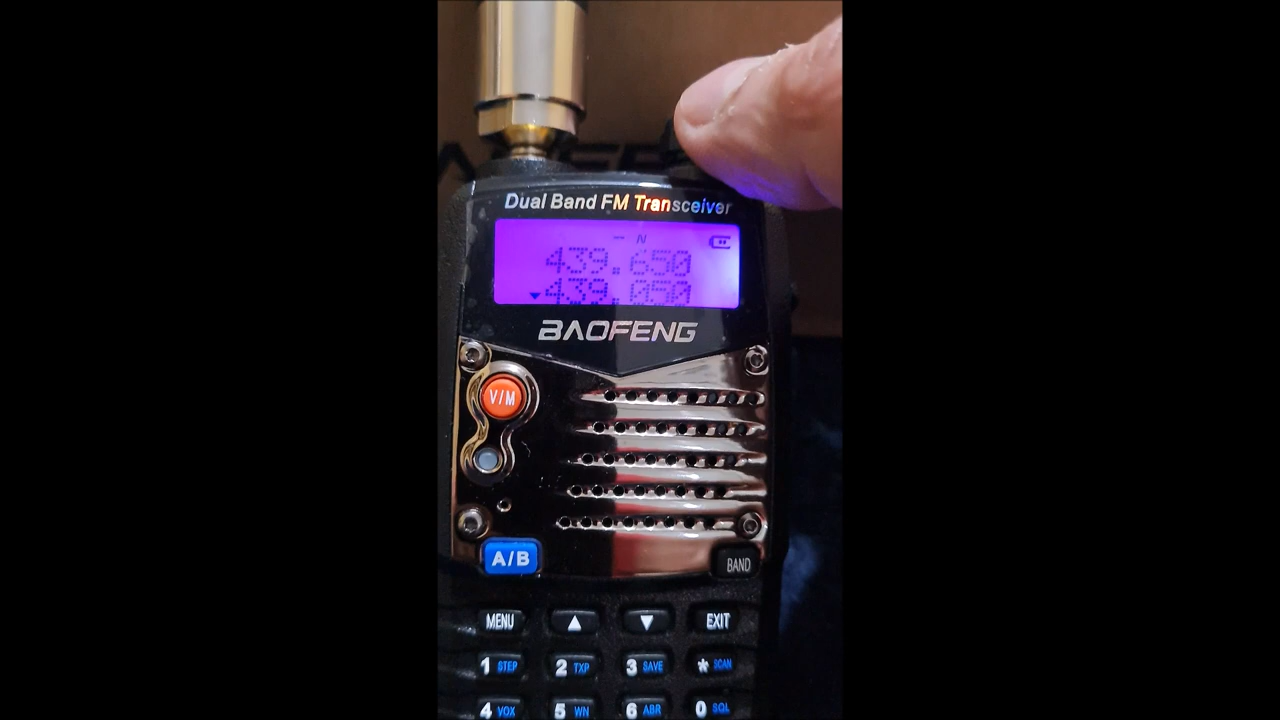 Dual Band FM Transceiver
- N
439.650
439.050
BAOFENG
V/M
A/B
BAND
MENU ▲ ▼ EXIT
1 STEP 2 TXP 3 SAVE * SCAN
4 VOX 5 WN 6 ABR 0 SQL